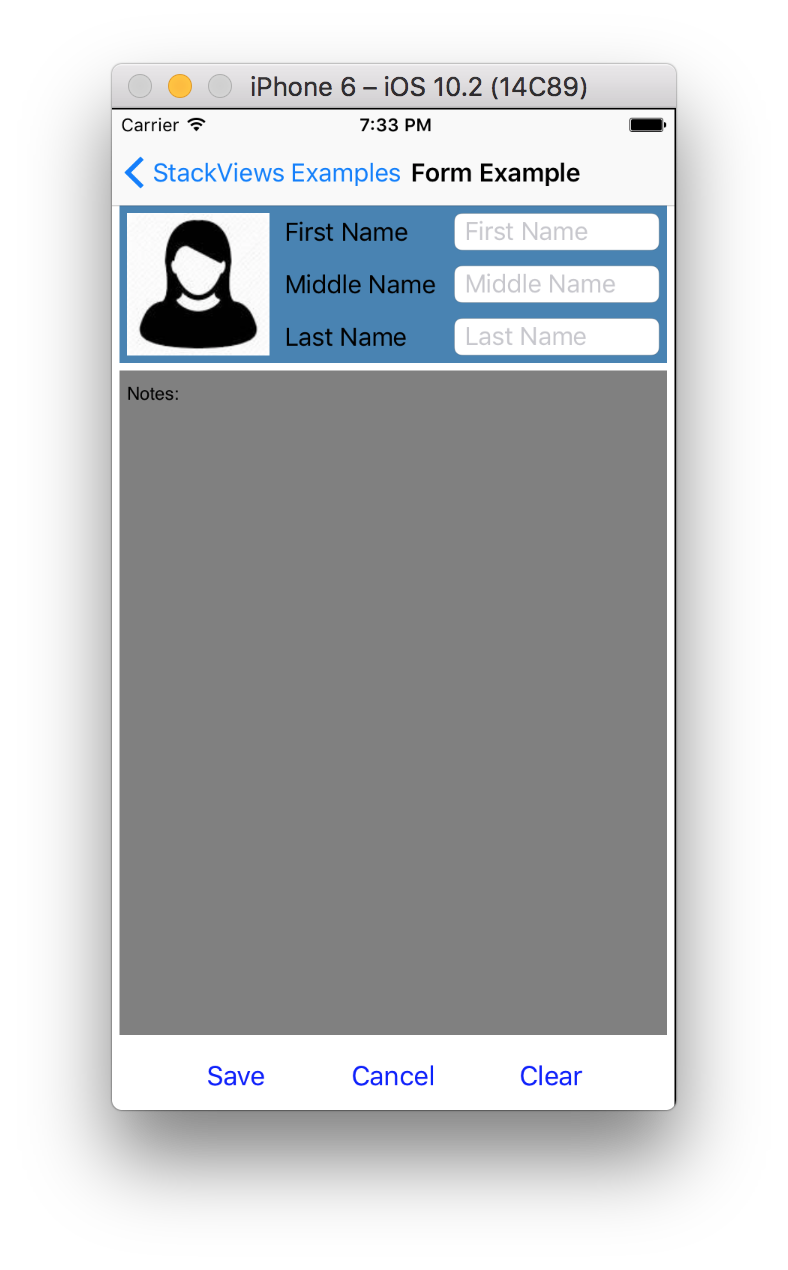 iPhone 6 – iOS 10.2 (14C89)
Carrier 7:33 PM
StackViews Examples Form Example
First Name First Name
Middle Name Middle Name
Last Name Last Name
Notes:
Save Cancel Clear